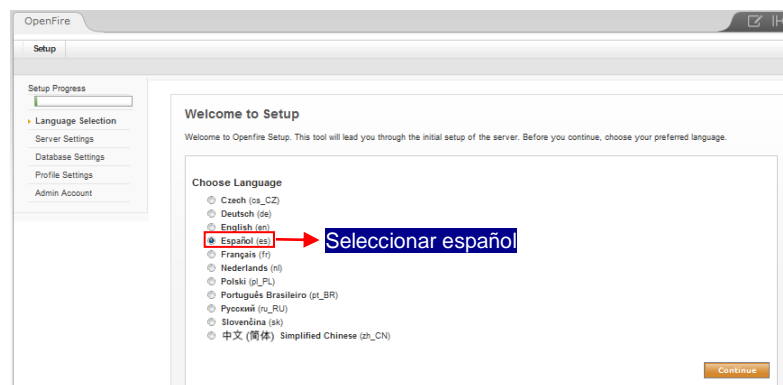 OpenFire
Setup
Setup Progress
Language Selection
Server Settings
Database Settings
Profile Settings
Admin Account
Welcome to Setup
Welcome to Openfire Setup. This tool will lead you through the initial setup of the server. Before you continue, choose your preferred language.
Choose Language
Czech (cs_CZ)
Deutsch (de)
English (en)
Español (es)
Seleccionar español
Français (fr)
Nederlands (nl)
Polski (pl_PL)
Português Brasileiro (pt_BR)
Русский (ru_RU)
Slovenčina (sk)
中文 (简体) Simplified Chinese (zh_CN)
Continue